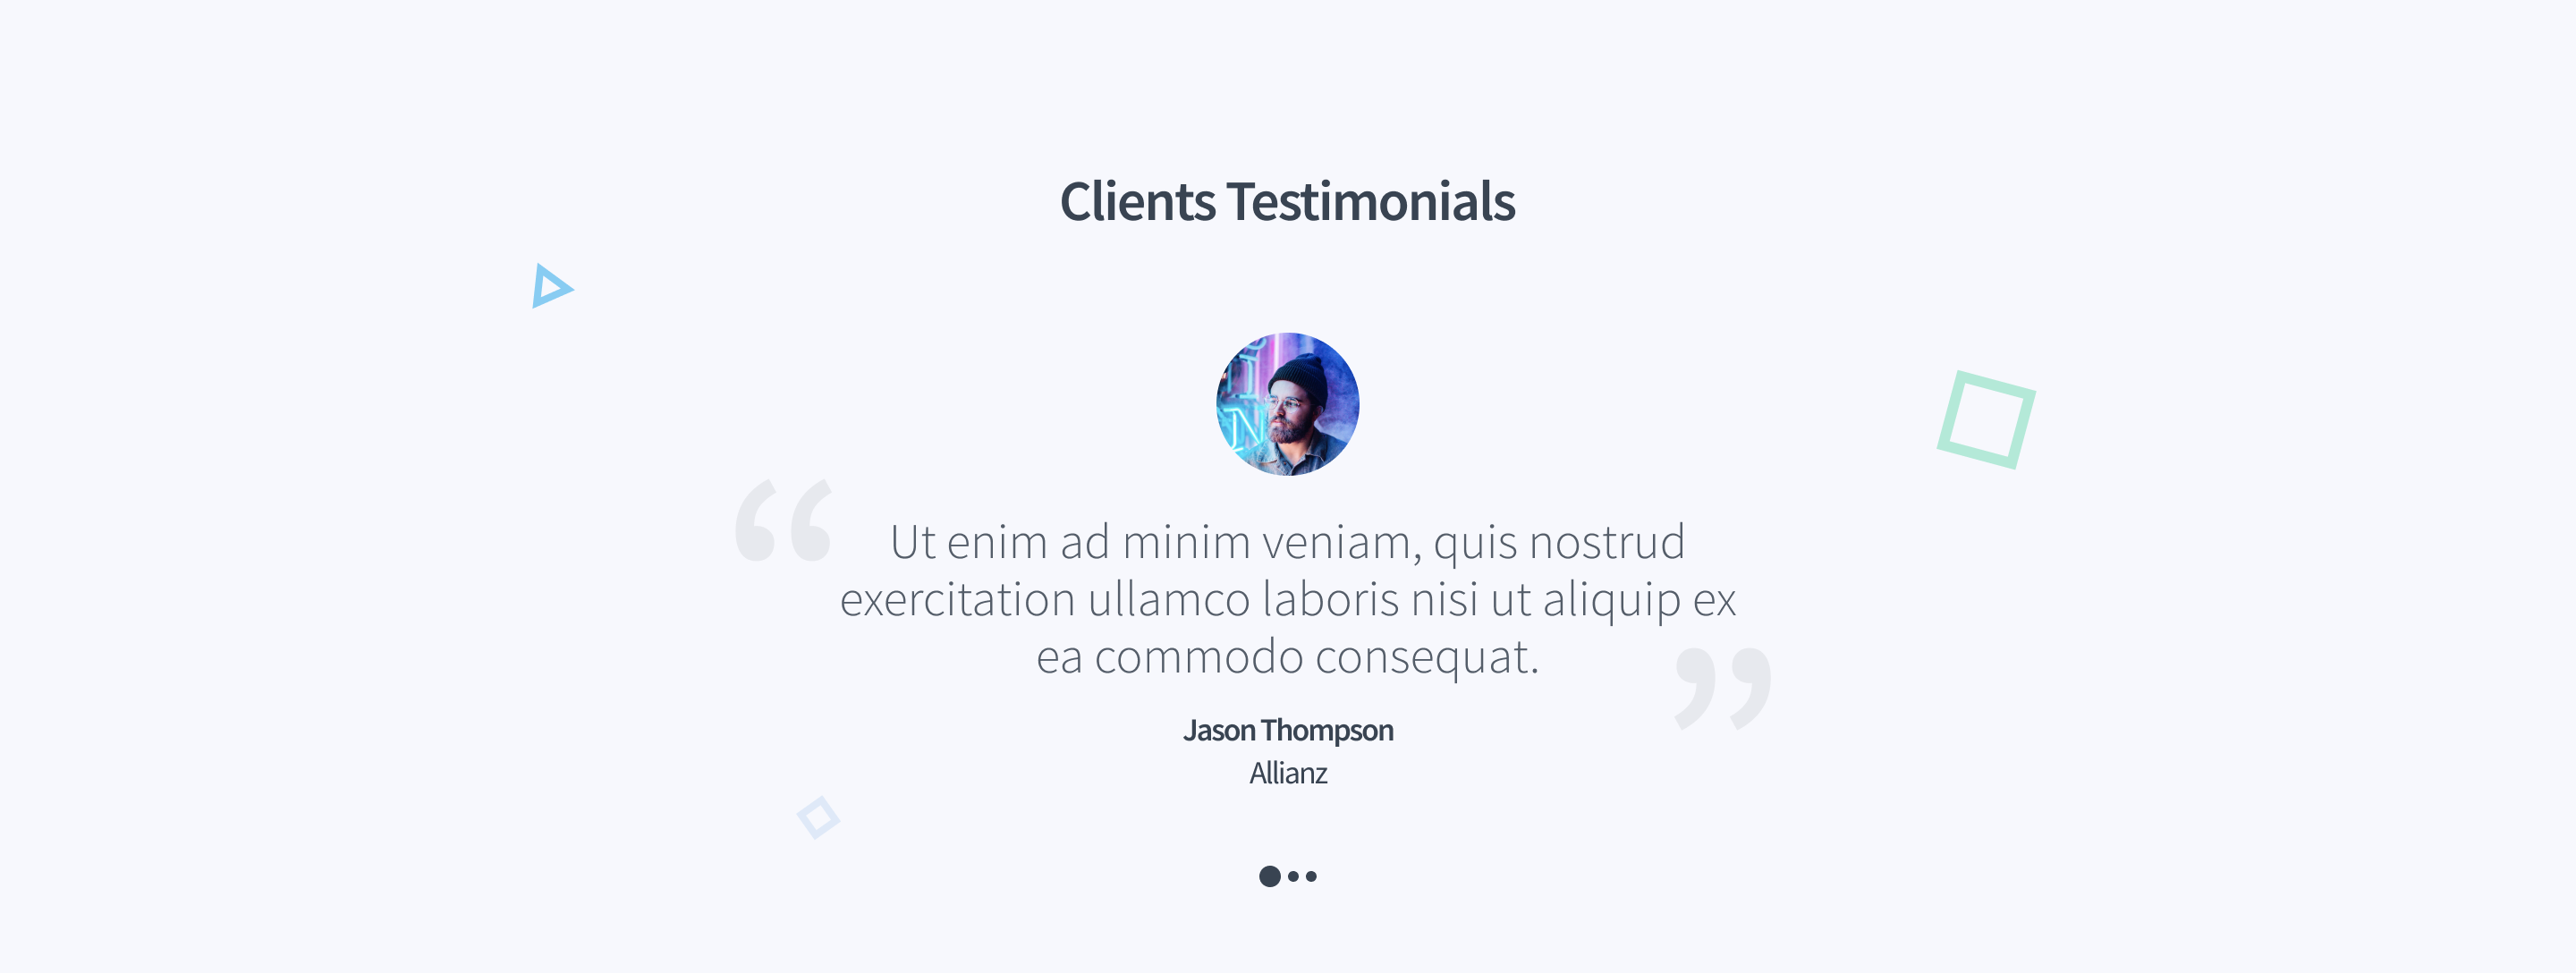 Clients Testimonials
“
Ut enim ad minim veniam, quis nostrud
exercitation ullamco laboris nisi ut aliquip ex
ea commodo consequat.
”
Jason Thompson
Allianz